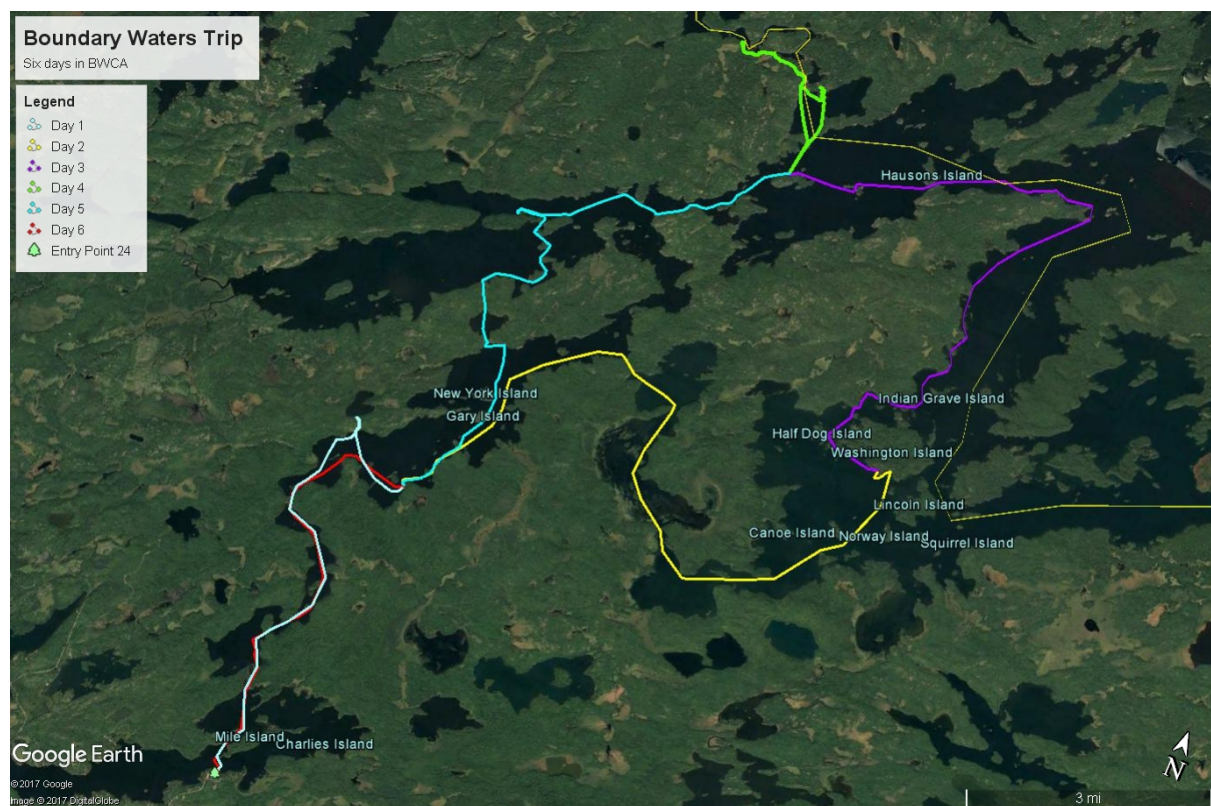 Boundary Waters Trip
Six days in BWCA
Legend
Day 1
Day 2
Day 3
Day 4
Day 5
Day 6
Entry Point 24
Hausons Island
New York Island
Gary Island
Indian Grave Island
Half Dog Island
Washington Island
Lincoln Island
Canoe Island
Norway Island
Squirrel Island
Mile Island
Charlies Island
Google Earth
©2017 Google
Image © 2017 DigitalGlobe
N
3 mi